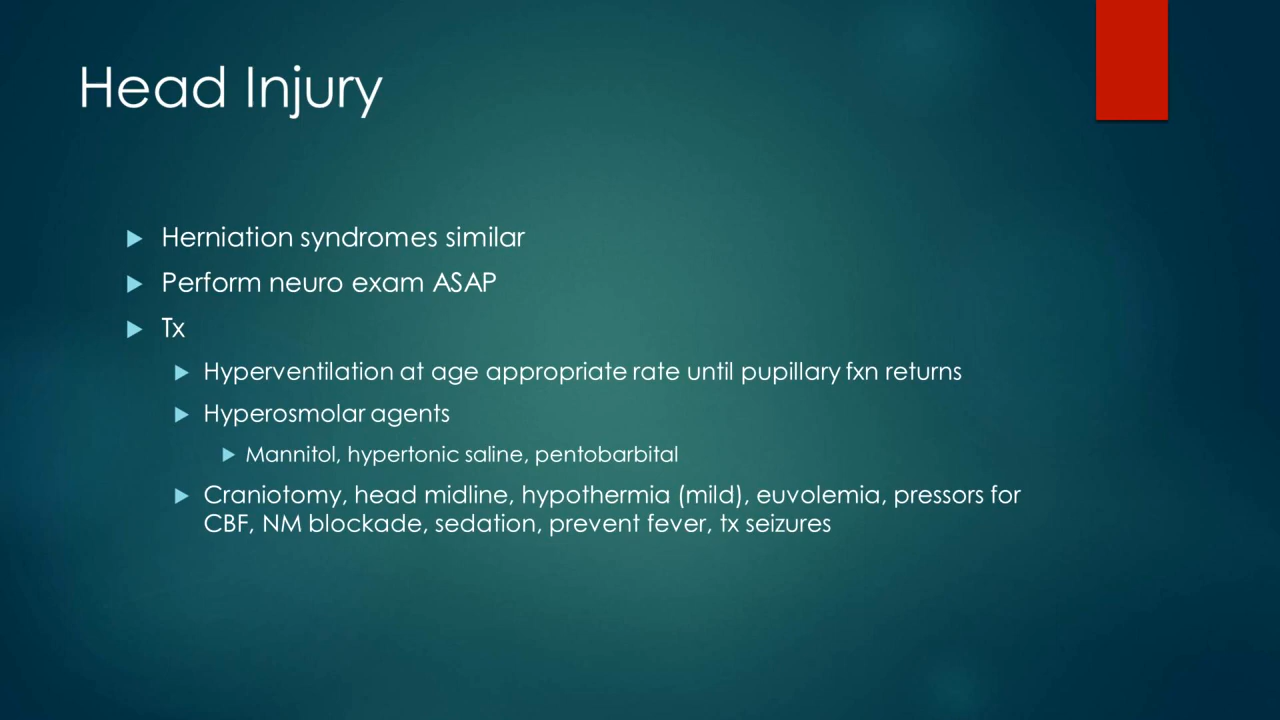 Head Injury
Herniation syndromes similar
Perform neuro exam ASAP
Tx
Hyperventilation at age appropriate rate until pupillary fxn returns
Hyperosmolar agents
Mannitol, hypertonic saline, pentobarbital
Craniotomy, head midline, hypothermia (mild), euvolemia, pressors for
CBF, NM blockade, sedation, prevent fever, tx seizures